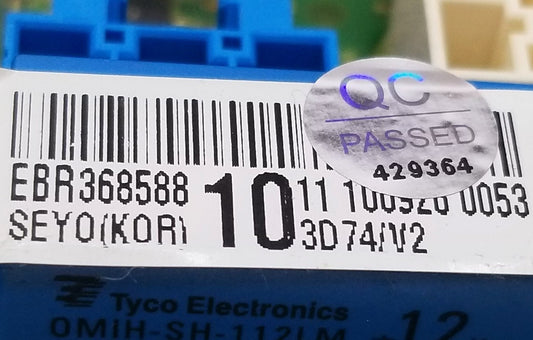 QC
PASSED
429364
EBR368588 10 11 100920 0053
SEYO(KOR) 3D74/V2
Tyco Electronics
OMIH-SH-112LM
12